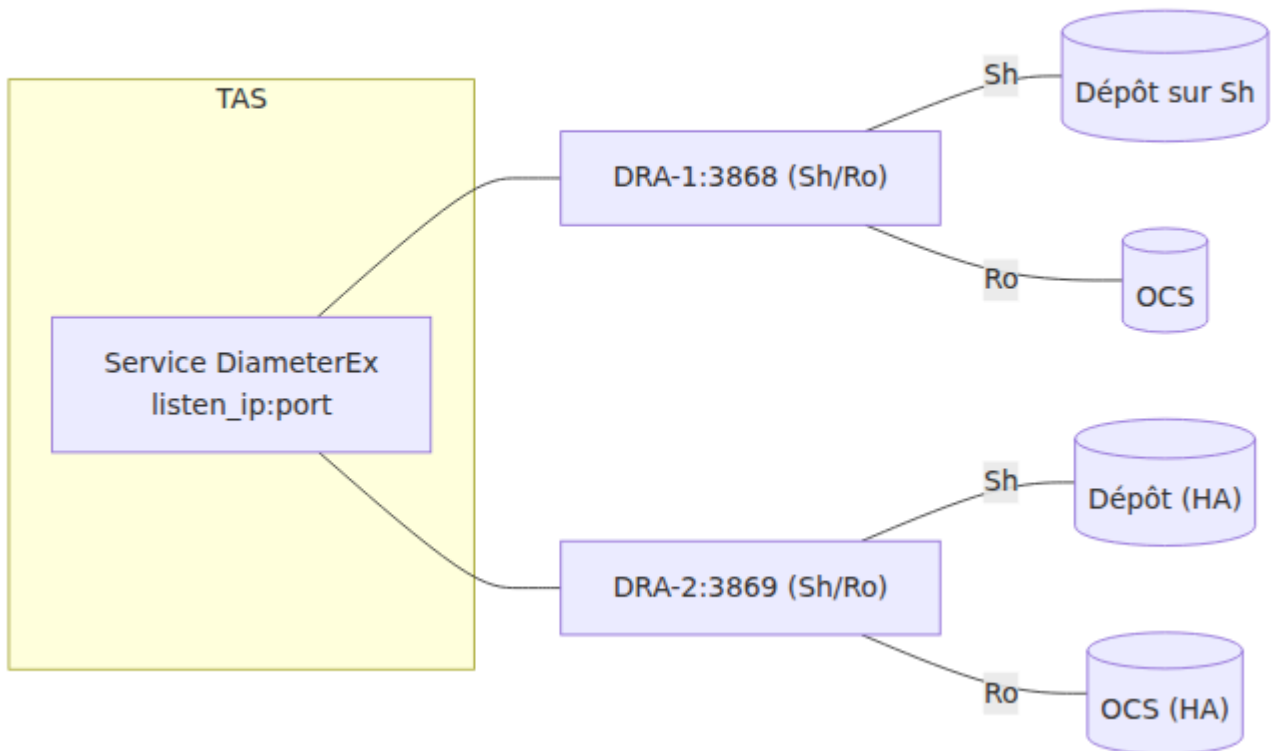 TAS
Service DiameterEx
listen_ip:port
DRA-1:3868 (Sh/Ro)
Sh
Dépôt sur Sh
Ro
OCS
DRA-2:3869 (Sh/Ro)
Sh
Dépôt (HA)
Ro
OCS (HA)